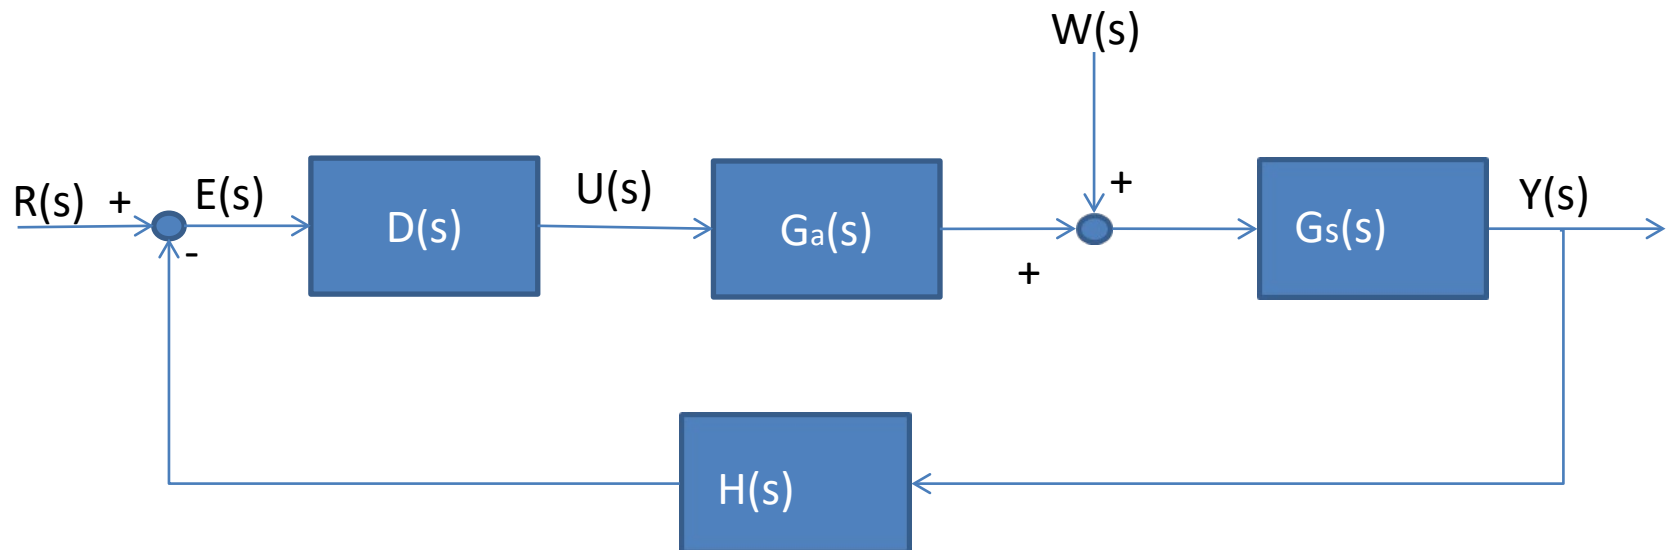 W(s)
R(s) + E(s)
D(s)
U(s)
Ga(s)
+
Gs(s)
Y(s)
-
+
H(s)